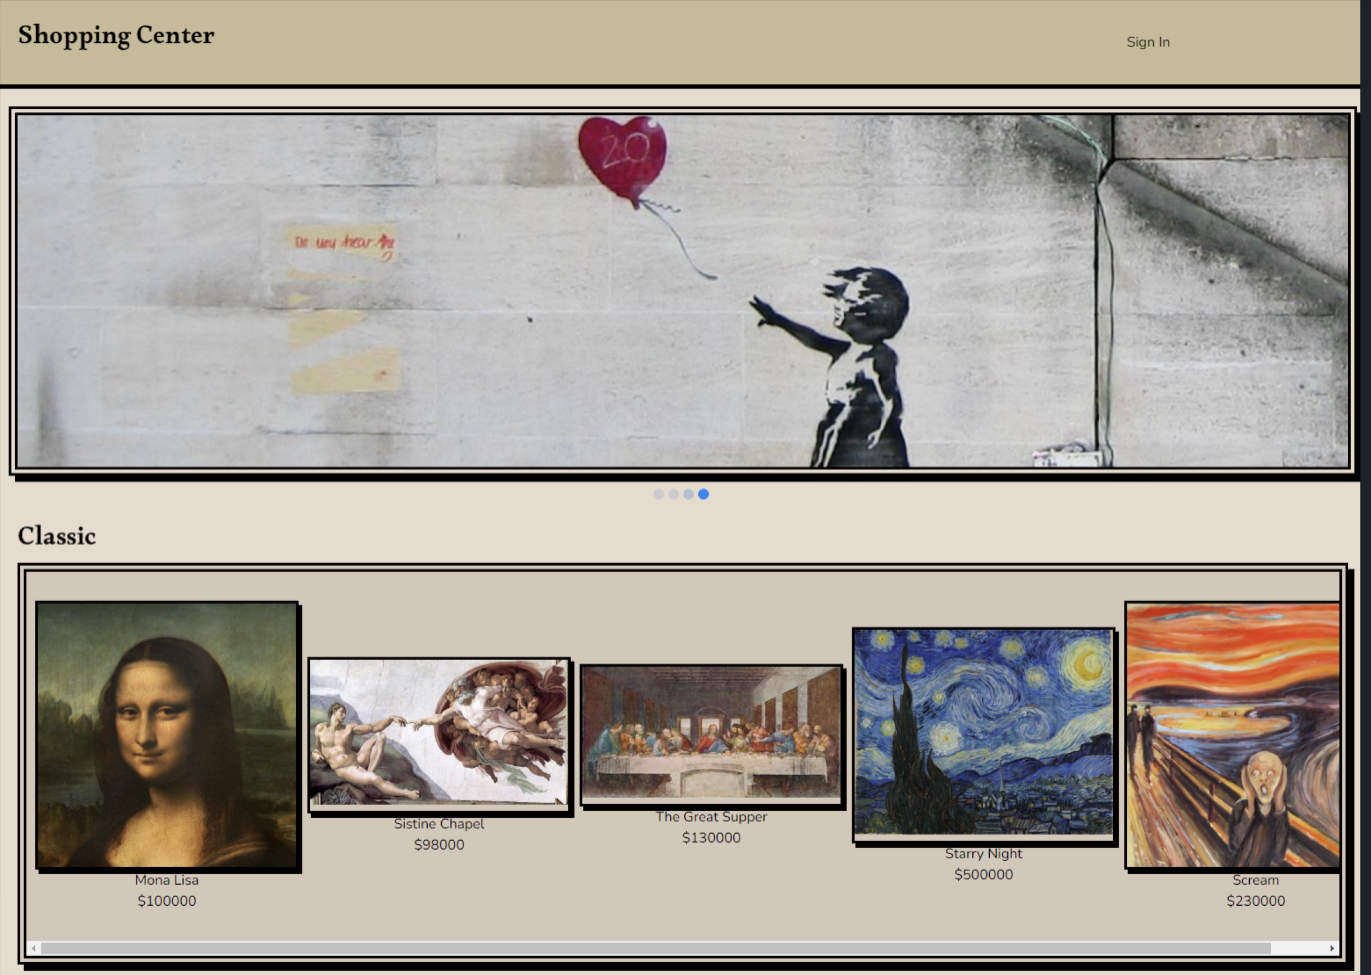 Shopping Center
Sign In
20
Do you hear the
Classic
Mona Lisa
$100000
Sistine Chapel
$98000
The Great Supper
$130000
Starry Night
$500000
Scream
$230000